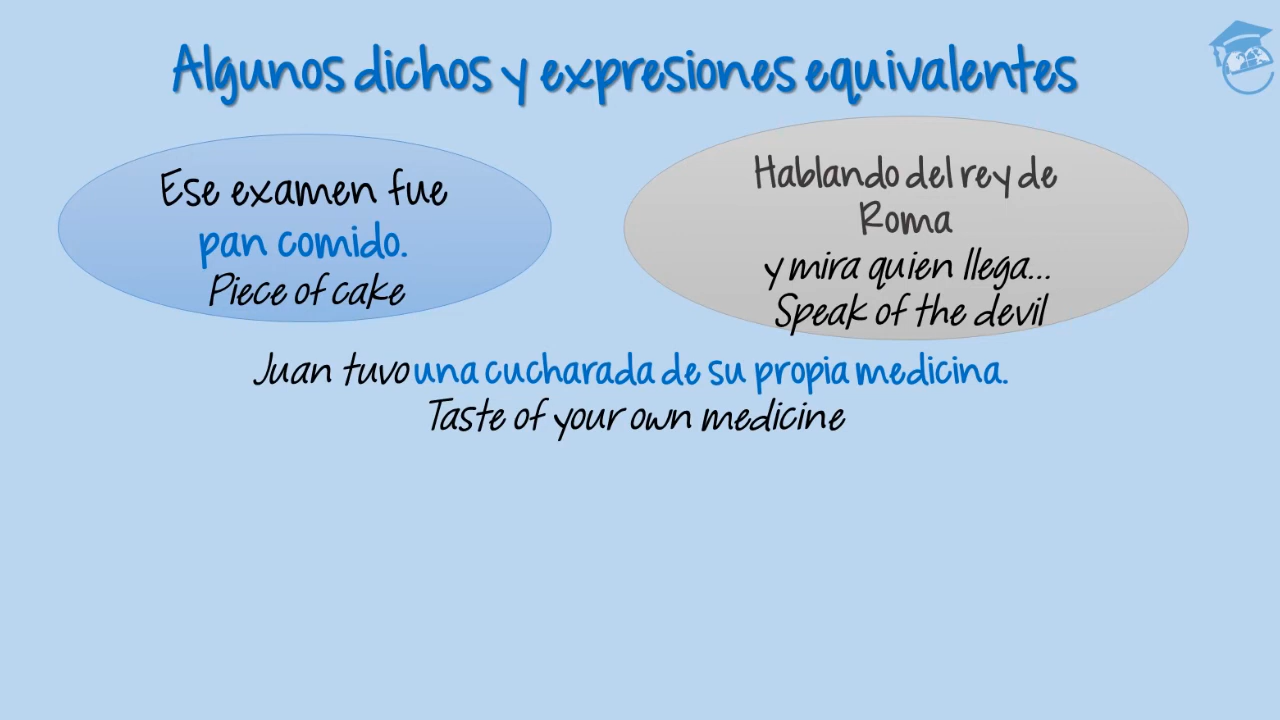 Algunos dichos y expresiones equivalentes
Ese examen fue
pan comido.
Piece of cake
Hablando del rey de
Roma
y mira quien llega...
Speak of the devil
Juan tuvo una cucharada de su propia medicina.
Taste of your own medicine